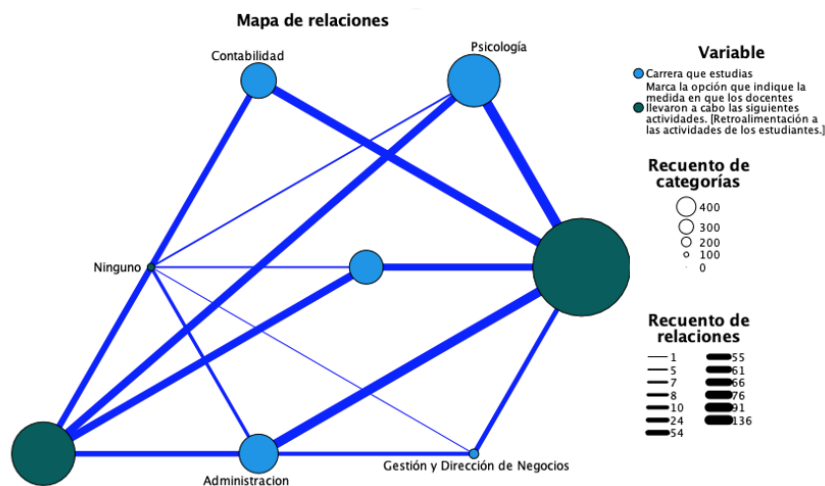 Mapa de relaciones
Contabilidad
Psicología
Ninguno
Administracion
Gestión y Dirección de Negocios
Variable
Carrera que estudias
Marca la opción que indique la
medida en que los docentes
llevaron a cabo las siguientes
actividades. [Retroalimentación a
las actividades de los estudiantes.]
Recuento de
categorías
400
300
200
100
0
Recuento de
relaciones
1
5
7
8
10
24
54
55
61
66
76
91
136